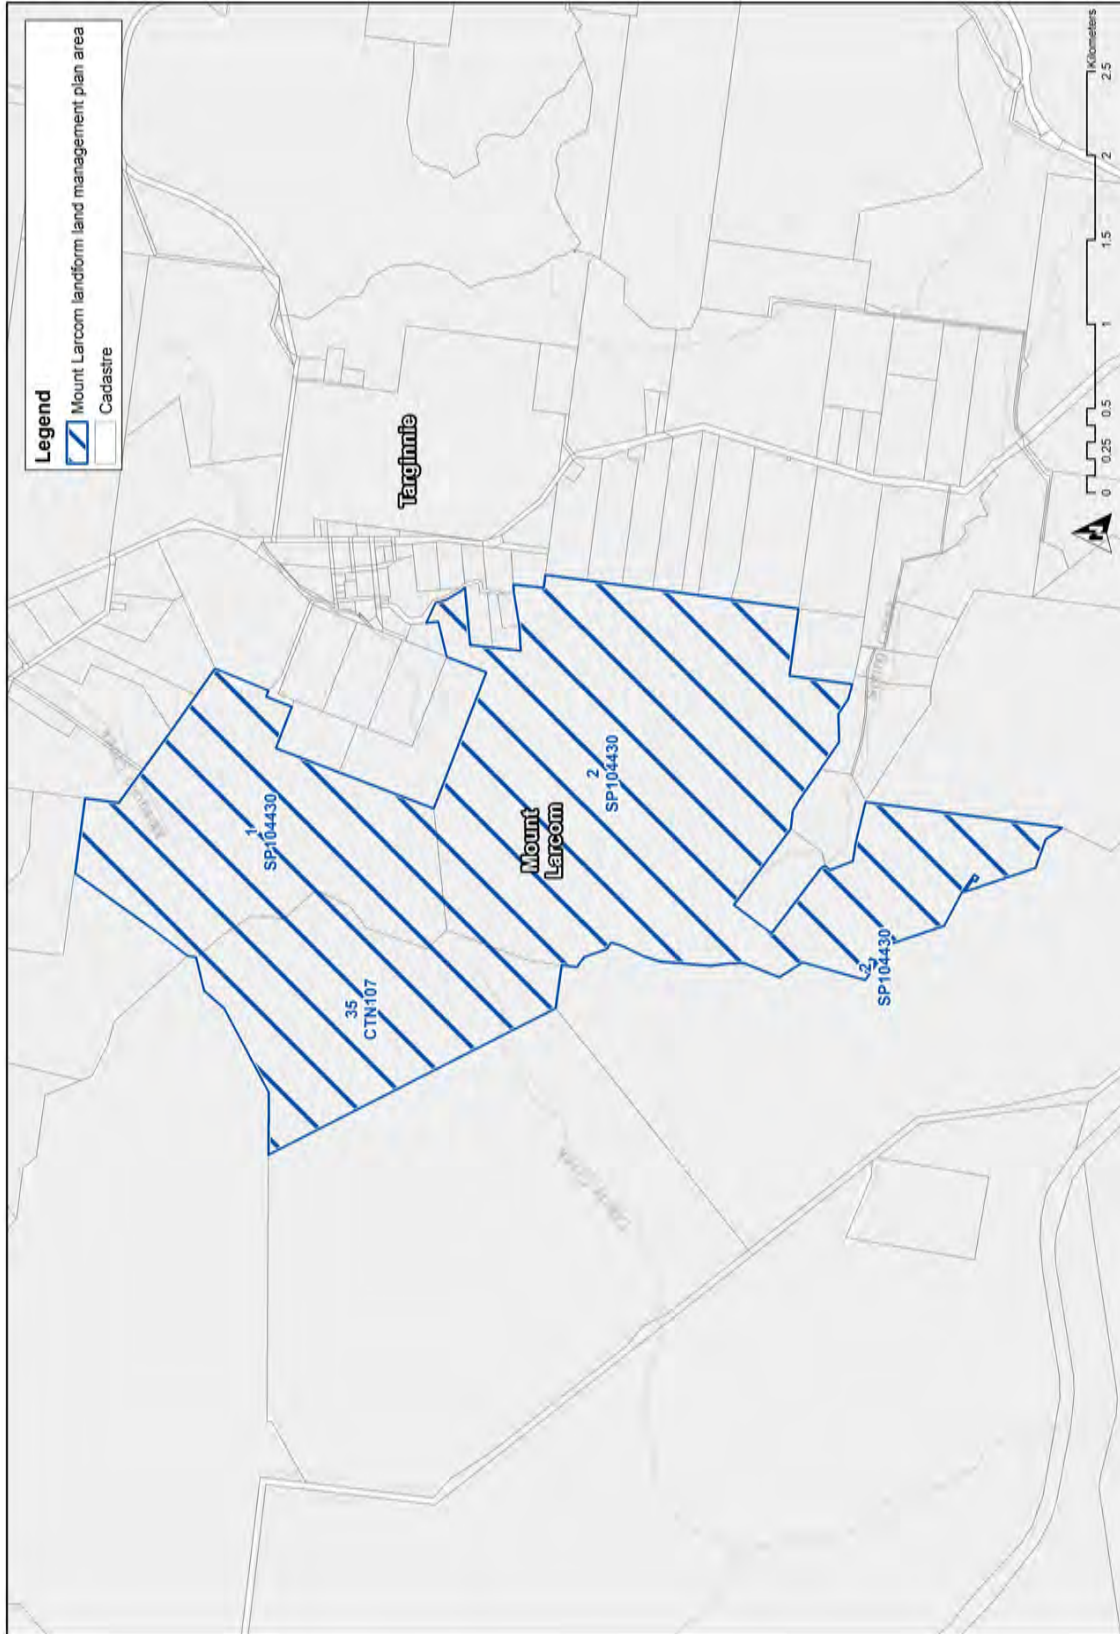 Legend
Mount Larcom landform land management plan area
Cadastre
Targinnie
1
SP104430
35
CTN107
Mount
Larcom
2
SP104430
2
SP104430
N
0
0.25
0.5
1
1.5
2
2.5
Kilometers